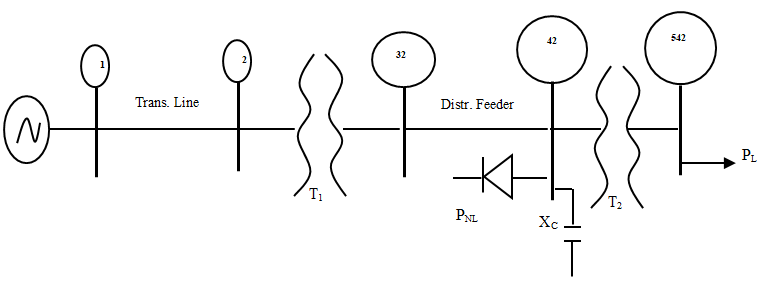 1
2
32
42
542
Trans. Line
Distr. Feeder
T1
PNL
XC
T2
PL